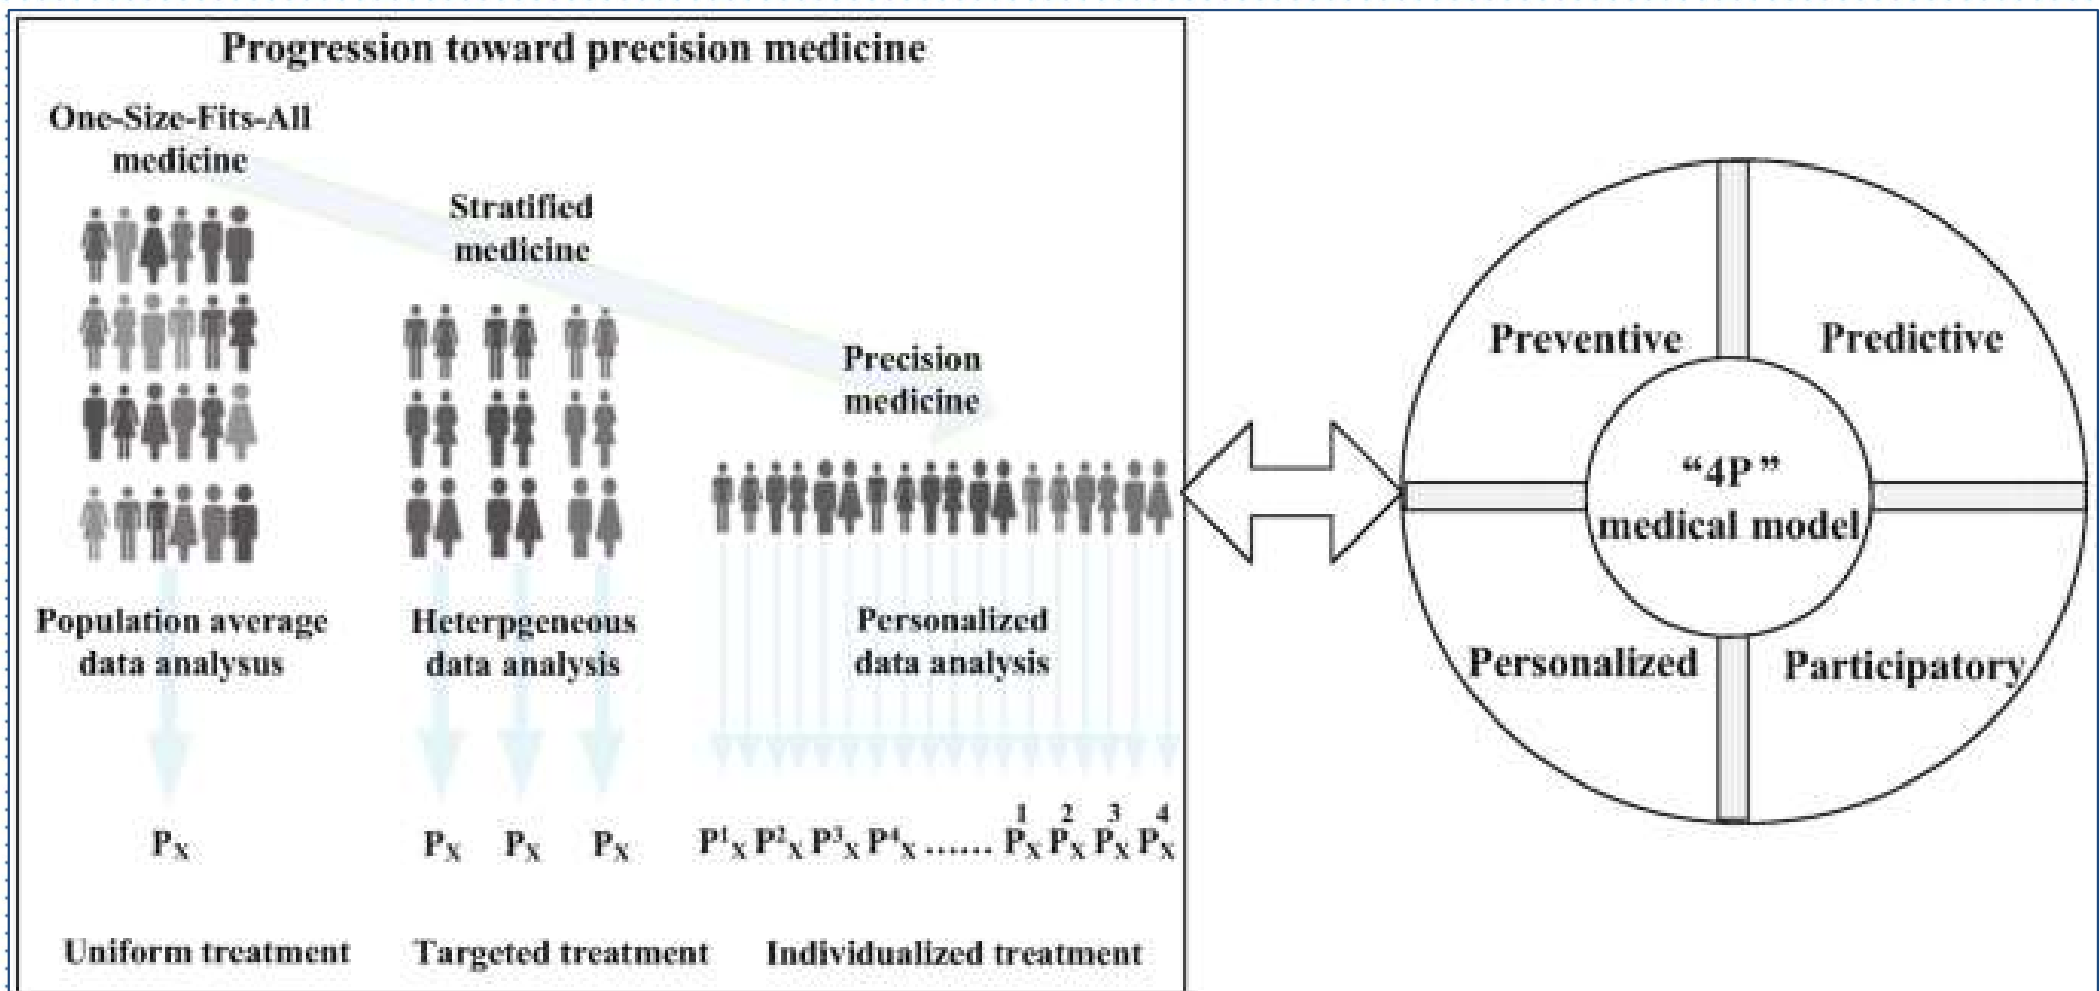 Progression toward precision medicine
One-Size-Fits-All
medicine
Stratified
medicine
Precision
medicine
Population average
data analysus
Heterpgeneous
data analysis
Personalized
data analysis
Pₓ
Pₓ Pₓ Pₓ
P¹ₓ P²ₓ P³ₓ P⁴ₓ …… P¹ₓ P²ₓ P³ₓ P⁴ₓ
Uniform treatment
Targeted treatment
Individualized treatment
Preventive
Predictive
“4P”
medical model
Personalized
Participatory